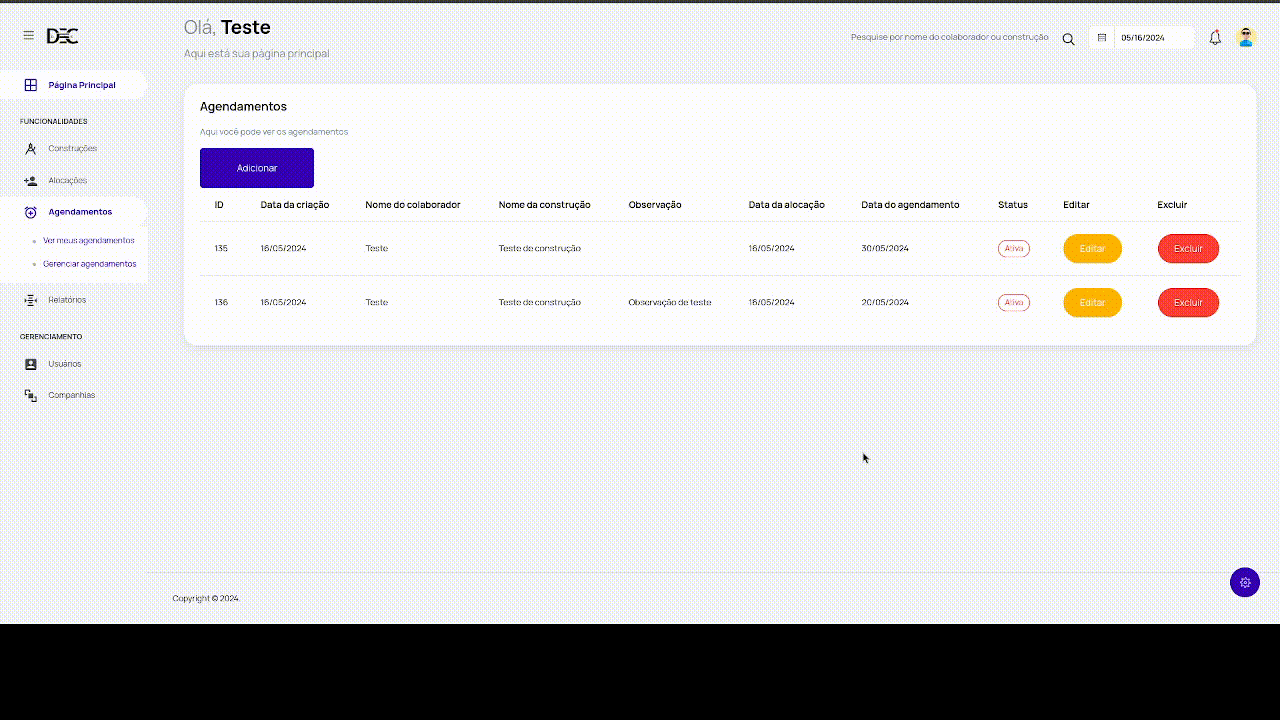 DEC
Olá, Teste
Aqui está sua página principal
Pesquise por nome do colaborador ou construção
05/16/2024
Página Principal
FUNCIONALIDADES
Construções
Alocações
Agendamentos
Ver meus agendamentos
Gerenciar agendamentos
Relatórios
GERENCIAMENTO
Usuários
Companhias
Agendamentos
Aqui você pode ver os agendamentos
Adicionar
ID Data da criação Nome do colaborador Nome da construção Observação Data da alocação Data do agendamento Status Editar Excluir
135 16/05/2024 Teste Teste de construção 16/05/2024 30/05/2024 Ativo Editar Excluir
136 16/05/2024 Teste Teste de construção Observação de teste 16/05/2024 20/05/2024 Ativo Editar Excluir
Copyright © 2024.